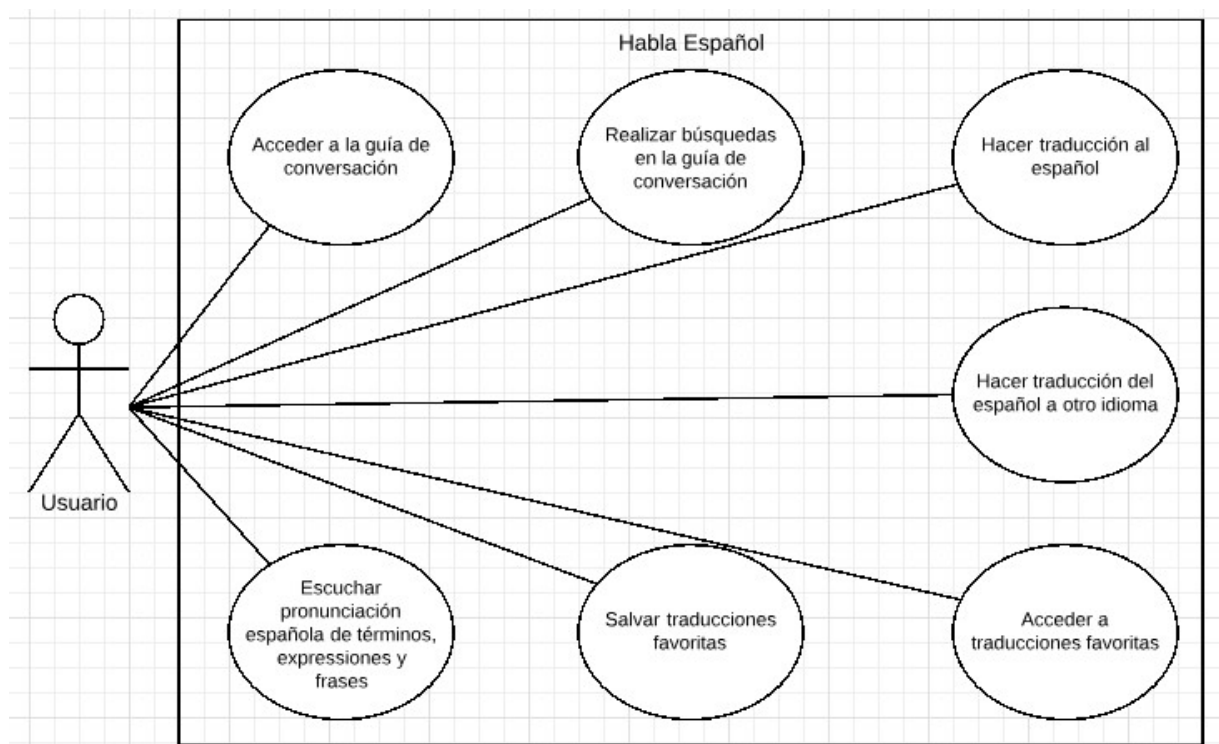 Habla Español
Acceder a la guía de
conversación
Realizar búsquedas
en la guía de
conversación
Hacer traducción al
español
Hacer traducción del
español a otro idioma
Usuario
Escuchar
pronunciación
española de términos,
expressiones y
frases
Salvar traducciones
favoritas
Acceder a
traducciones favoritas